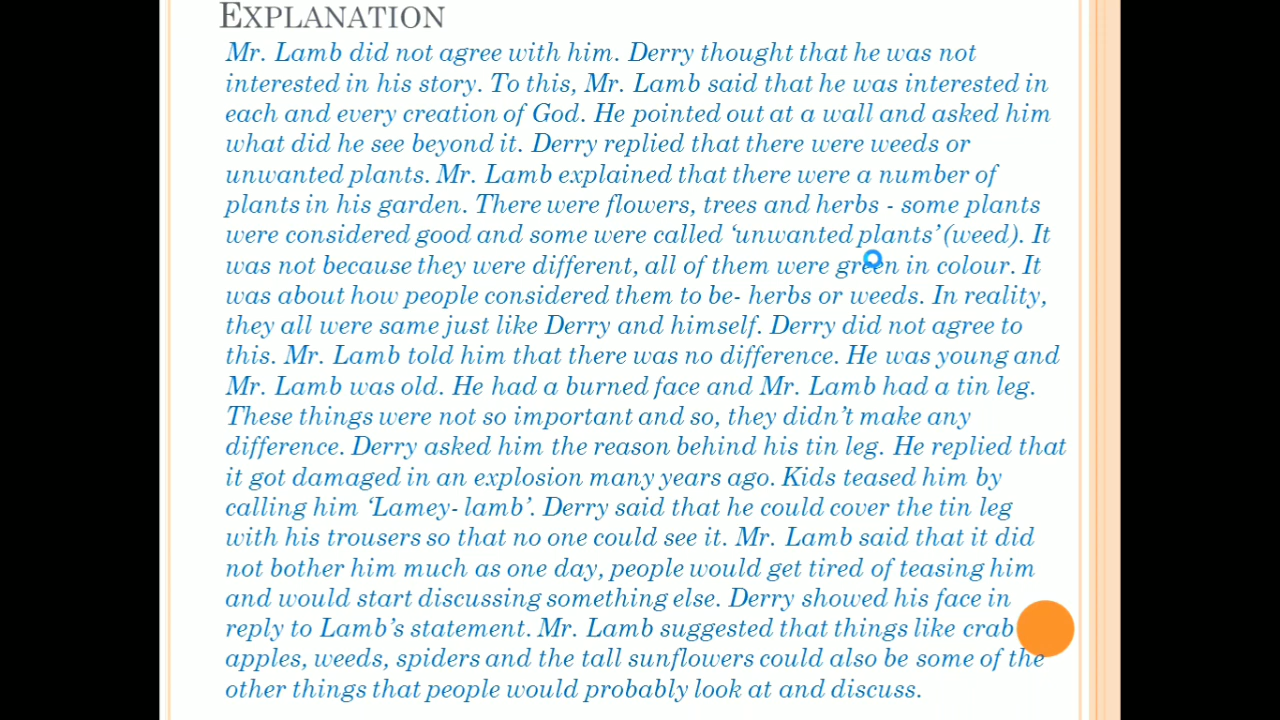 EXPLANATION
Mr. Lamb did not agree with him. Derry thought that he was not
interested in his story. To this, Mr. Lamb said that he was interested in
each and every creation of God. He pointed out at a wall and asked him
what did he see beyond it. Derry replied that there were weeds or
unwanted plants. Mr. Lamb explained that there were a number of
plants in his garden. There were flowers, trees and herbs - some plants
were considered good and some were called ‘unwanted plants’ (weed). It
was not because they were different, all of them were green in colour. It
was about how people considered them to be- herbs or weeds. In reality,
they all were same just like Derry and himself. Derry did not agree to
this. Mr. Lamb told him that there was no difference. He was young and
Mr. Lamb was old. He had a burned face and Mr. Lamb had a tin leg.
These things were not so important and so, they didn’t make any
difference. Derry asked him the reason behind his tin leg. He replied that
it got damaged in an explosion many years ago. Kids teased him by
calling him ‘Lamey- lamb’. Derry said that he could cover the tin leg
with his trousers so that no one could see it. Mr. Lamb said that it did
not bother him much as one day, people would get tired of teasing him
and would start discussing something else. Derry showed his face in
reply to Lamb’s statement. Mr. Lamb suggested that things like crab
apples, weeds, spiders and the tall sunflowers could also be some of the
other things that people would probably look at and discuss.